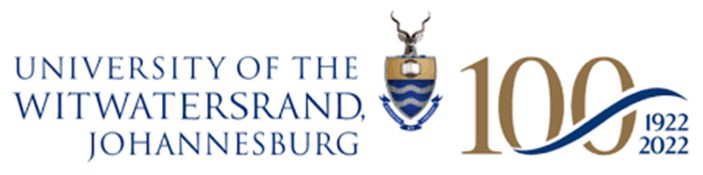 UNIVERSITY OF THE
WITWATERSRAND,
JOHANNESBURG
100
1922
2022